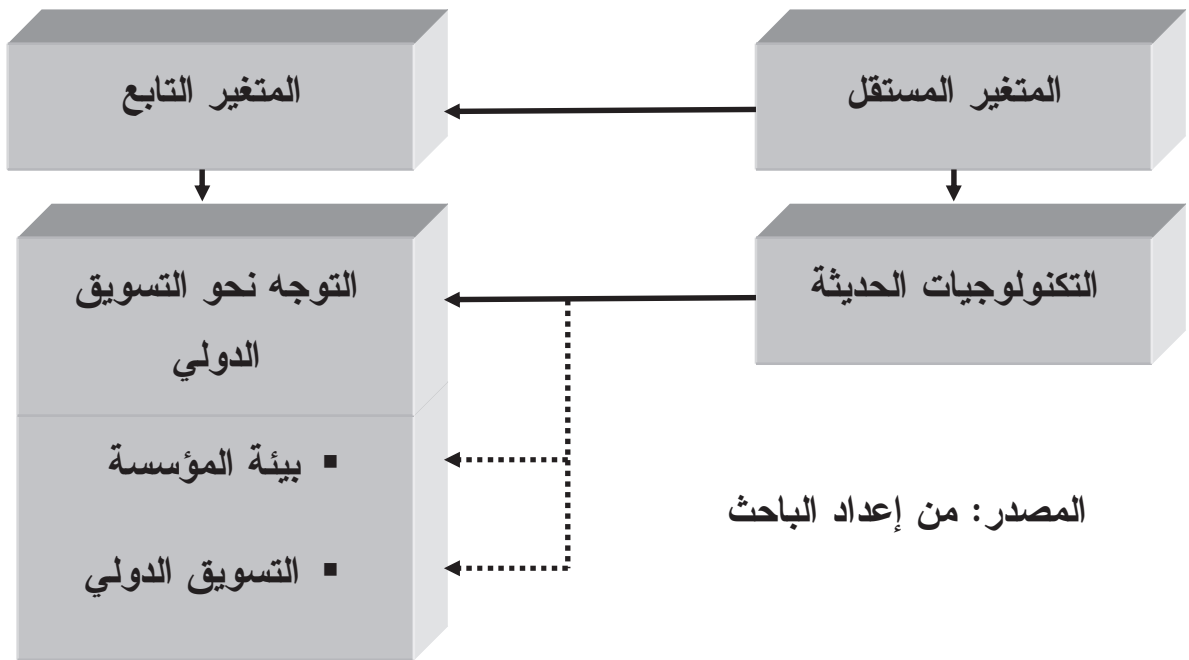 المتغير المستقل
المتغير التابع
التكنولوجيات الحديثة
التوجه نحو التسويق
الدولي
▪ بيئة المؤسسة
▪ التسويق الدولي
المصدر: من إعداد الباحث